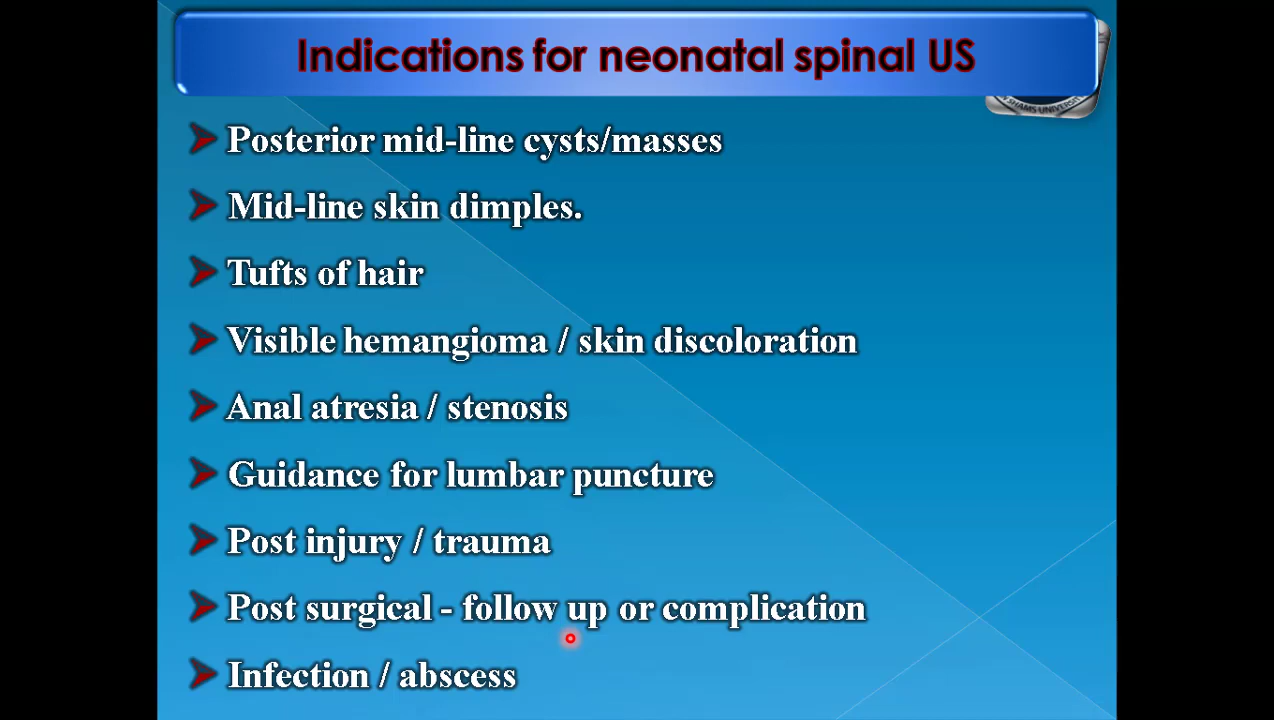 Indications for neonatal spinal US
SHAMS UNIVERSITY
Posterior mid-line cysts/masses
Mid-line skin dimples.
Tufts of hair
Visible hemangioma / skin discoloration
Anal atresia / stenosis
Guidance for lumbar puncture
Post injury / trauma
Post surgical - follow up or complication
Infection / abscess